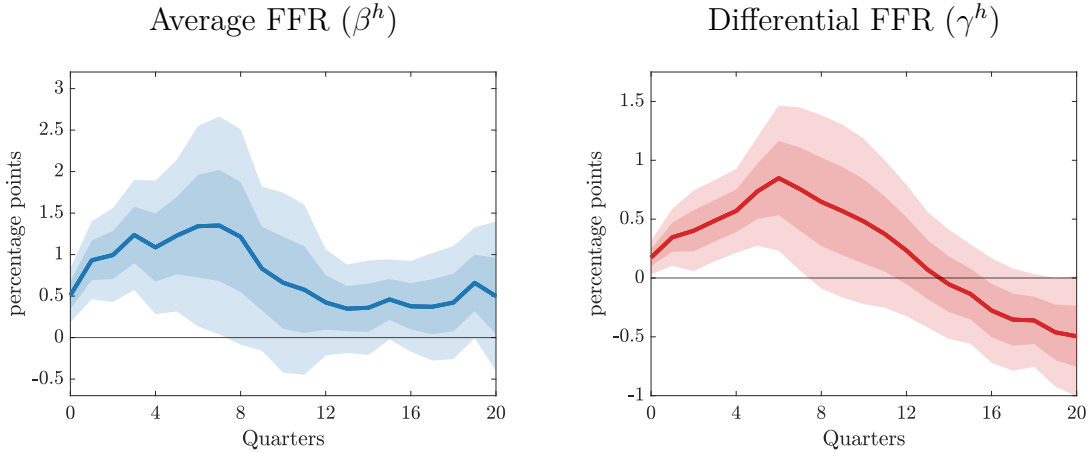 Average FFR (β^h)
percentage points
3
2.5
2
1.5
1
0.5
0
-0.5
0 4 8 12 16 20
Quarters
Differential FFR (γ^h)
percentage points
1.5
1
0.5
0
-0.5
-1
0 4 8 12 16 20
Quarters